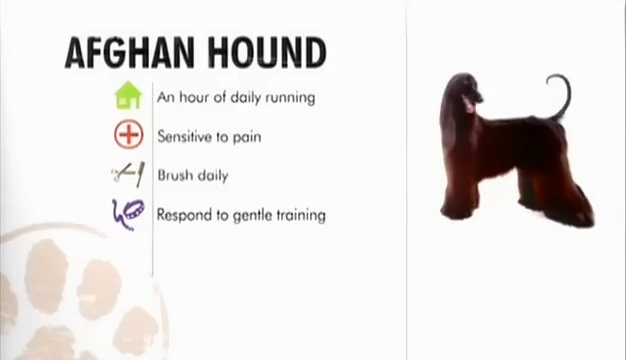 AFGHAN HOUND
An hour of daily running
Sensitive to pain
Brush daily
Respond to gentle training